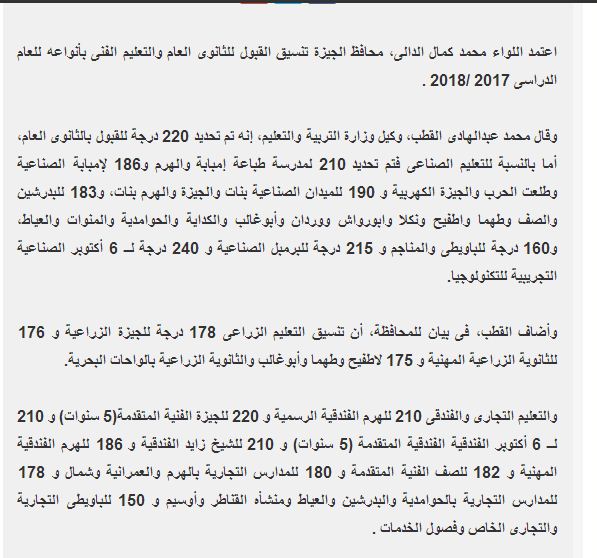 اعتمد اللواء محمد كمال الدالى، محافظ الجيزة تنسيق القبول للثانوى العام والتعليم الفنى بأنواعه للعام
الدراسى 2017 /2018 .
وقال محمد عبدالهادى القطب، وكيل وزارة التربية والتعليم، إنه تم تحديد 220 درجة للقبول بالثانوى العام،
أما بالنسبة للتعليم الصناعى فتم تحديد 210 لمدرسة طباعة إمبابة والهرم و186 لإمبابة الصناعية
وطلعت الحرب والجيزة الكهربية و 190 للميدان الصناعية بنات والجيزة والهرم بنات، و183 للبدرشين
والصف وطهما واطفيح ونكلا وابورواش ووردان وأبوغالب والكداية والحوامدية والمنوات والعياط،
و160 درجة للباويطى والمناجم و 215 درجة للبرميل الصناعية و 240 درجة لــ 6 أكتوبر الصناعية
التجريبية للتكنولوجيا.
وأضاف القطب، فى بيان للمحافظة، أن تنسيق التعليم الزراعى 178 درجة للجيزة الزراعية و 176
للثانوية الزراعية المهنية و 175 لاطفيح وطهما وأبوغالب والثانوية الزراعية بالواحات البحرية.
والتعليم التجارى والفندقى 210 للهرم الفندقية الرسمية و 220 للجيزة الفنية المتقدمة(5 سنوات) و 210
لــ 6 أكتوبر الفندقية الفندقية المتقدمة (5 سنوات) و 210 للشيخ زايد الفندقية و 186 للهرم الفندقية
المهنية و 182 للصف الفنية المتقدمة و 180 للمدارس التجارية بالهرم والعمرانية وشمال و 178
للمدارس التجارية بالحوامدية والبدرشين والعياط ومنشأه القناطر وأوسيم و 150 للباويطى التجارية
والتجارى الخاص وفصول الخدمات .